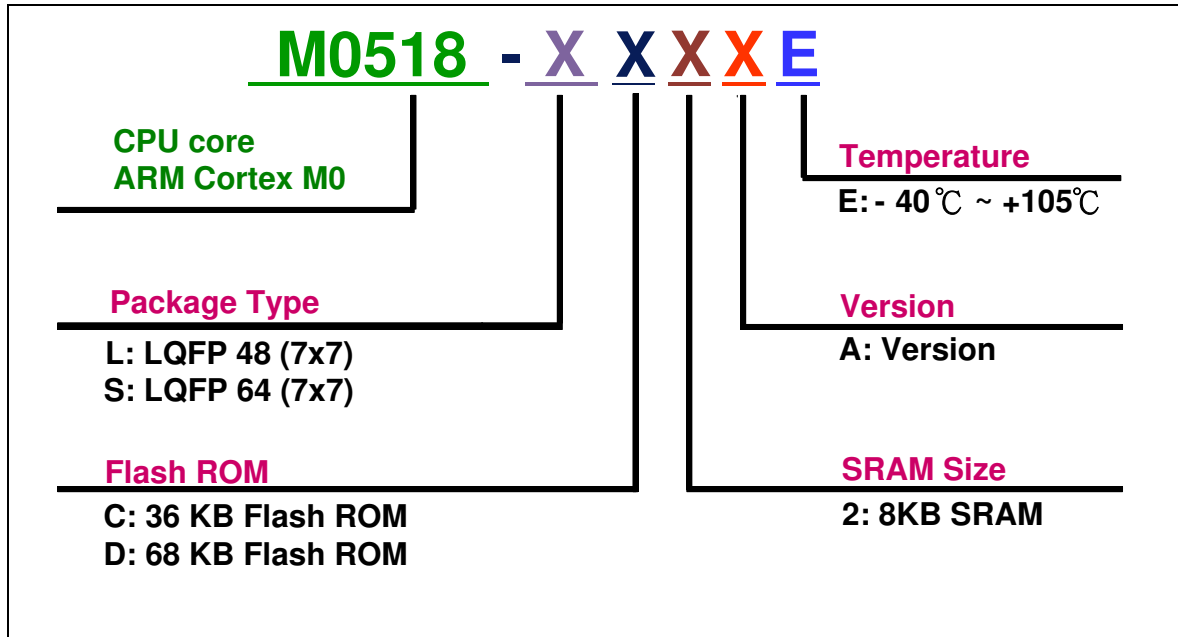 M0518 - X X X X E
CPU core
ARM Cortex M0
Temperature
E: - 40℃ ~ +105℃
Package Type
L: LQFP 48 (7x7)
S: LQFP 64 (7x7)
Version
A: Version
Flash ROM
C: 36 KB Flash ROM
D: 68 KB Flash ROM
SRAM Size
2: 8KB SRAM